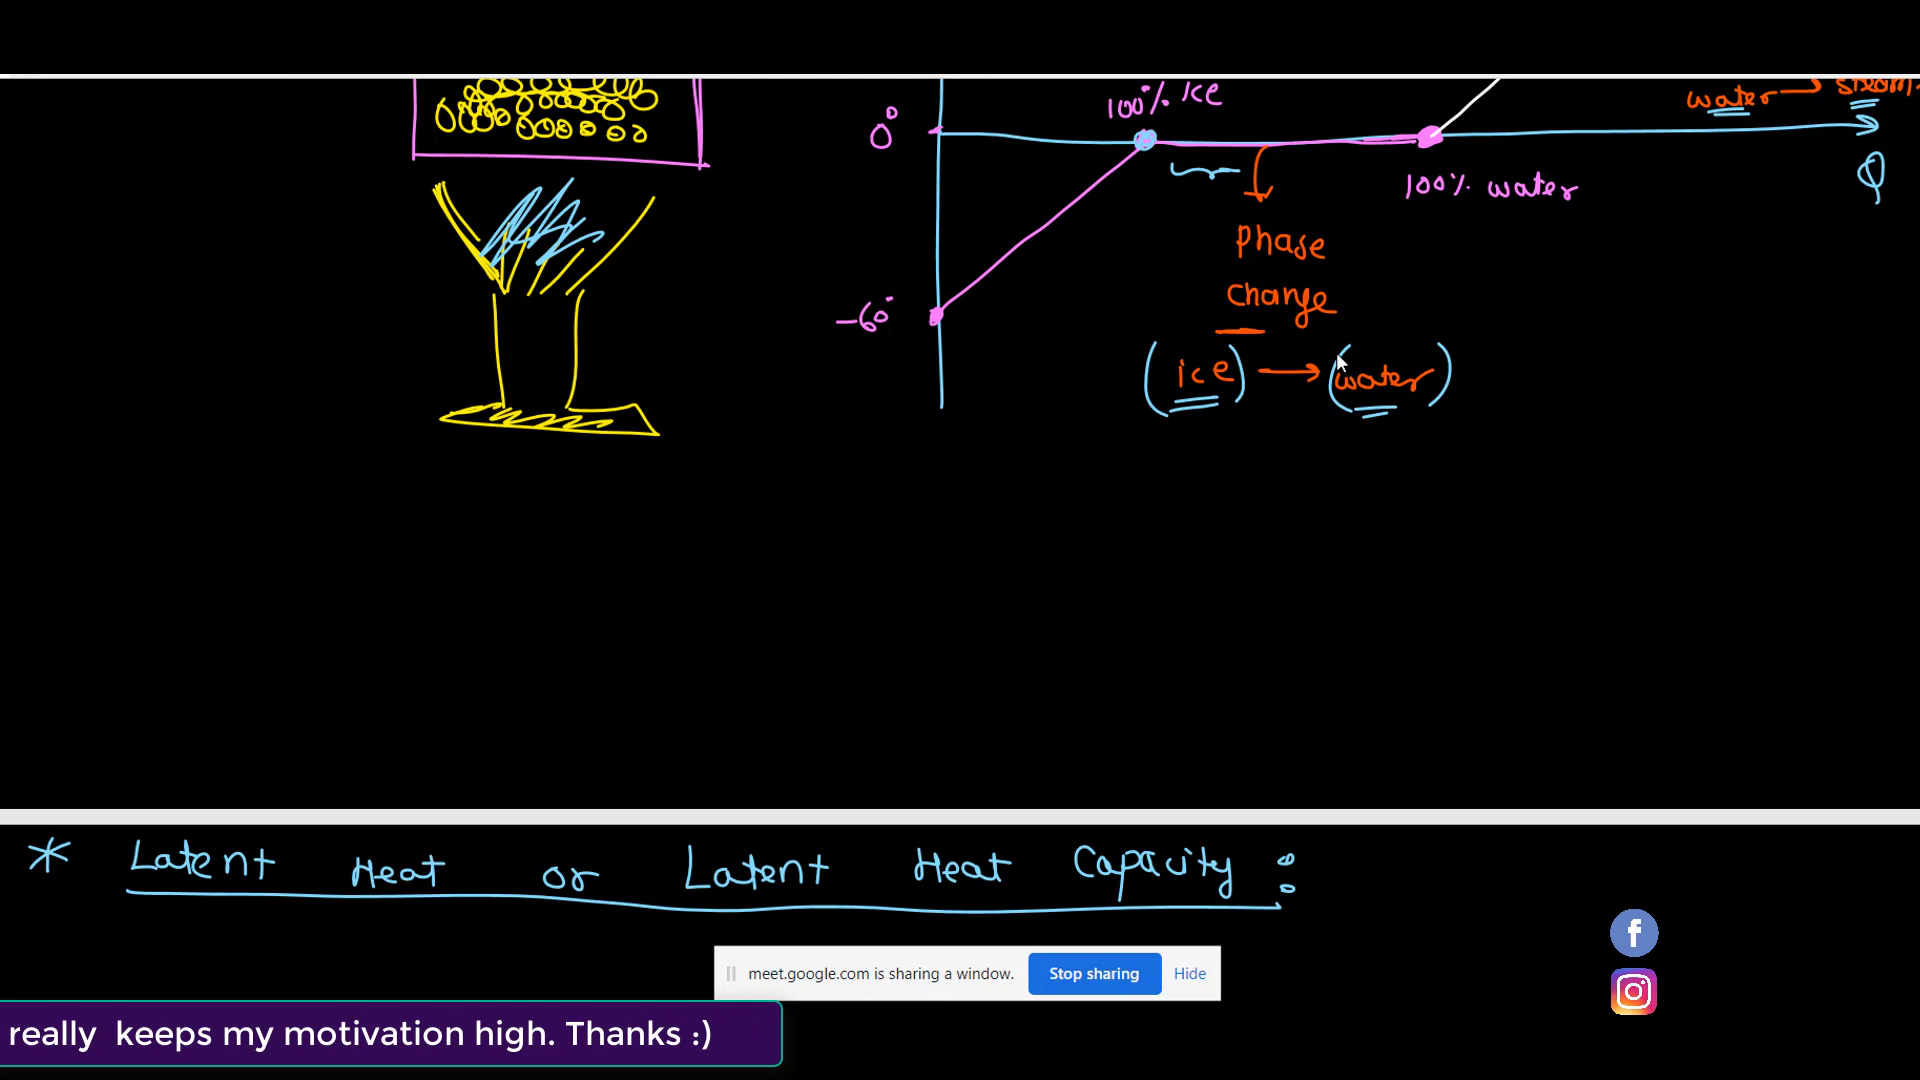 100% ice
water → steam
0°
100% water
Q
Phase
change
-60°
(ice) → (water)
* Latent Heat or Latent Heat Capacity :
meet.google.com is sharing a window. Stop sharing Hide
really keeps my motivation high. Thanks :)